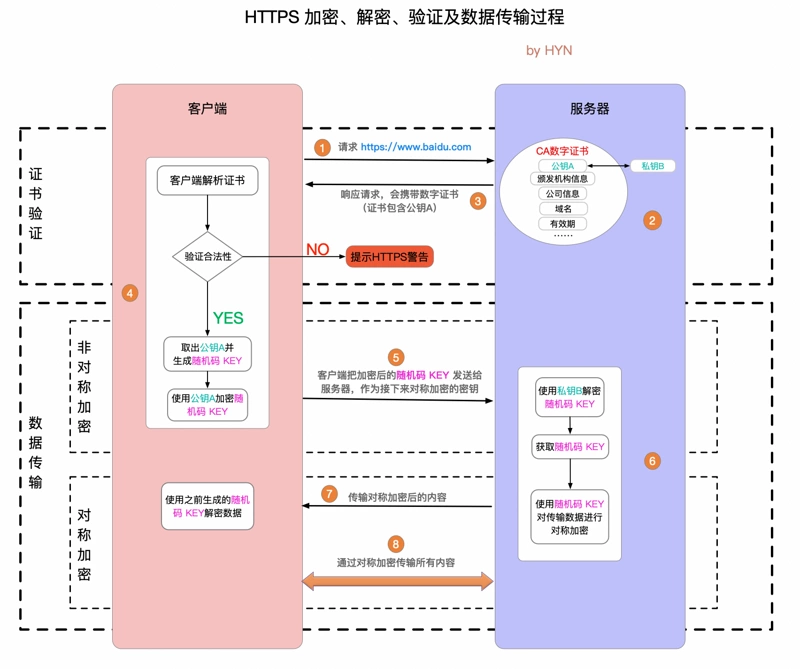 HTTPS 加密、解密、验证及数据传输过程
by HYN
客户端
服务器
证书验证
1
请求 https://www.baidu.com
CA数字证书
公钥A
私钥B
颁发机构信息
公司信息
域名
有效期
......
2
响应请求，会携带数字证书
（证书包含公钥A）
3
客户端解析证书
验证合法性
NO
提示HTTPS警告
4
YES
数据传输
非对称加密
取出公钥A并
生成随机码 KEY
使用公钥A加密随
机码 KEY
5
客户端把加密后的随机码 KEY 发送给
服务器，作为接下来对称加密的密钥
使用私钥B解密
随机码 KEY
获取随机码 KEY
6
使用随机码 KEY
对传输数据进行
对称加密
对称加密
7
传输对称加密后的内容
使用之前生成的随机
码 KEY解密数据
8
通过对称加密传输所有内容